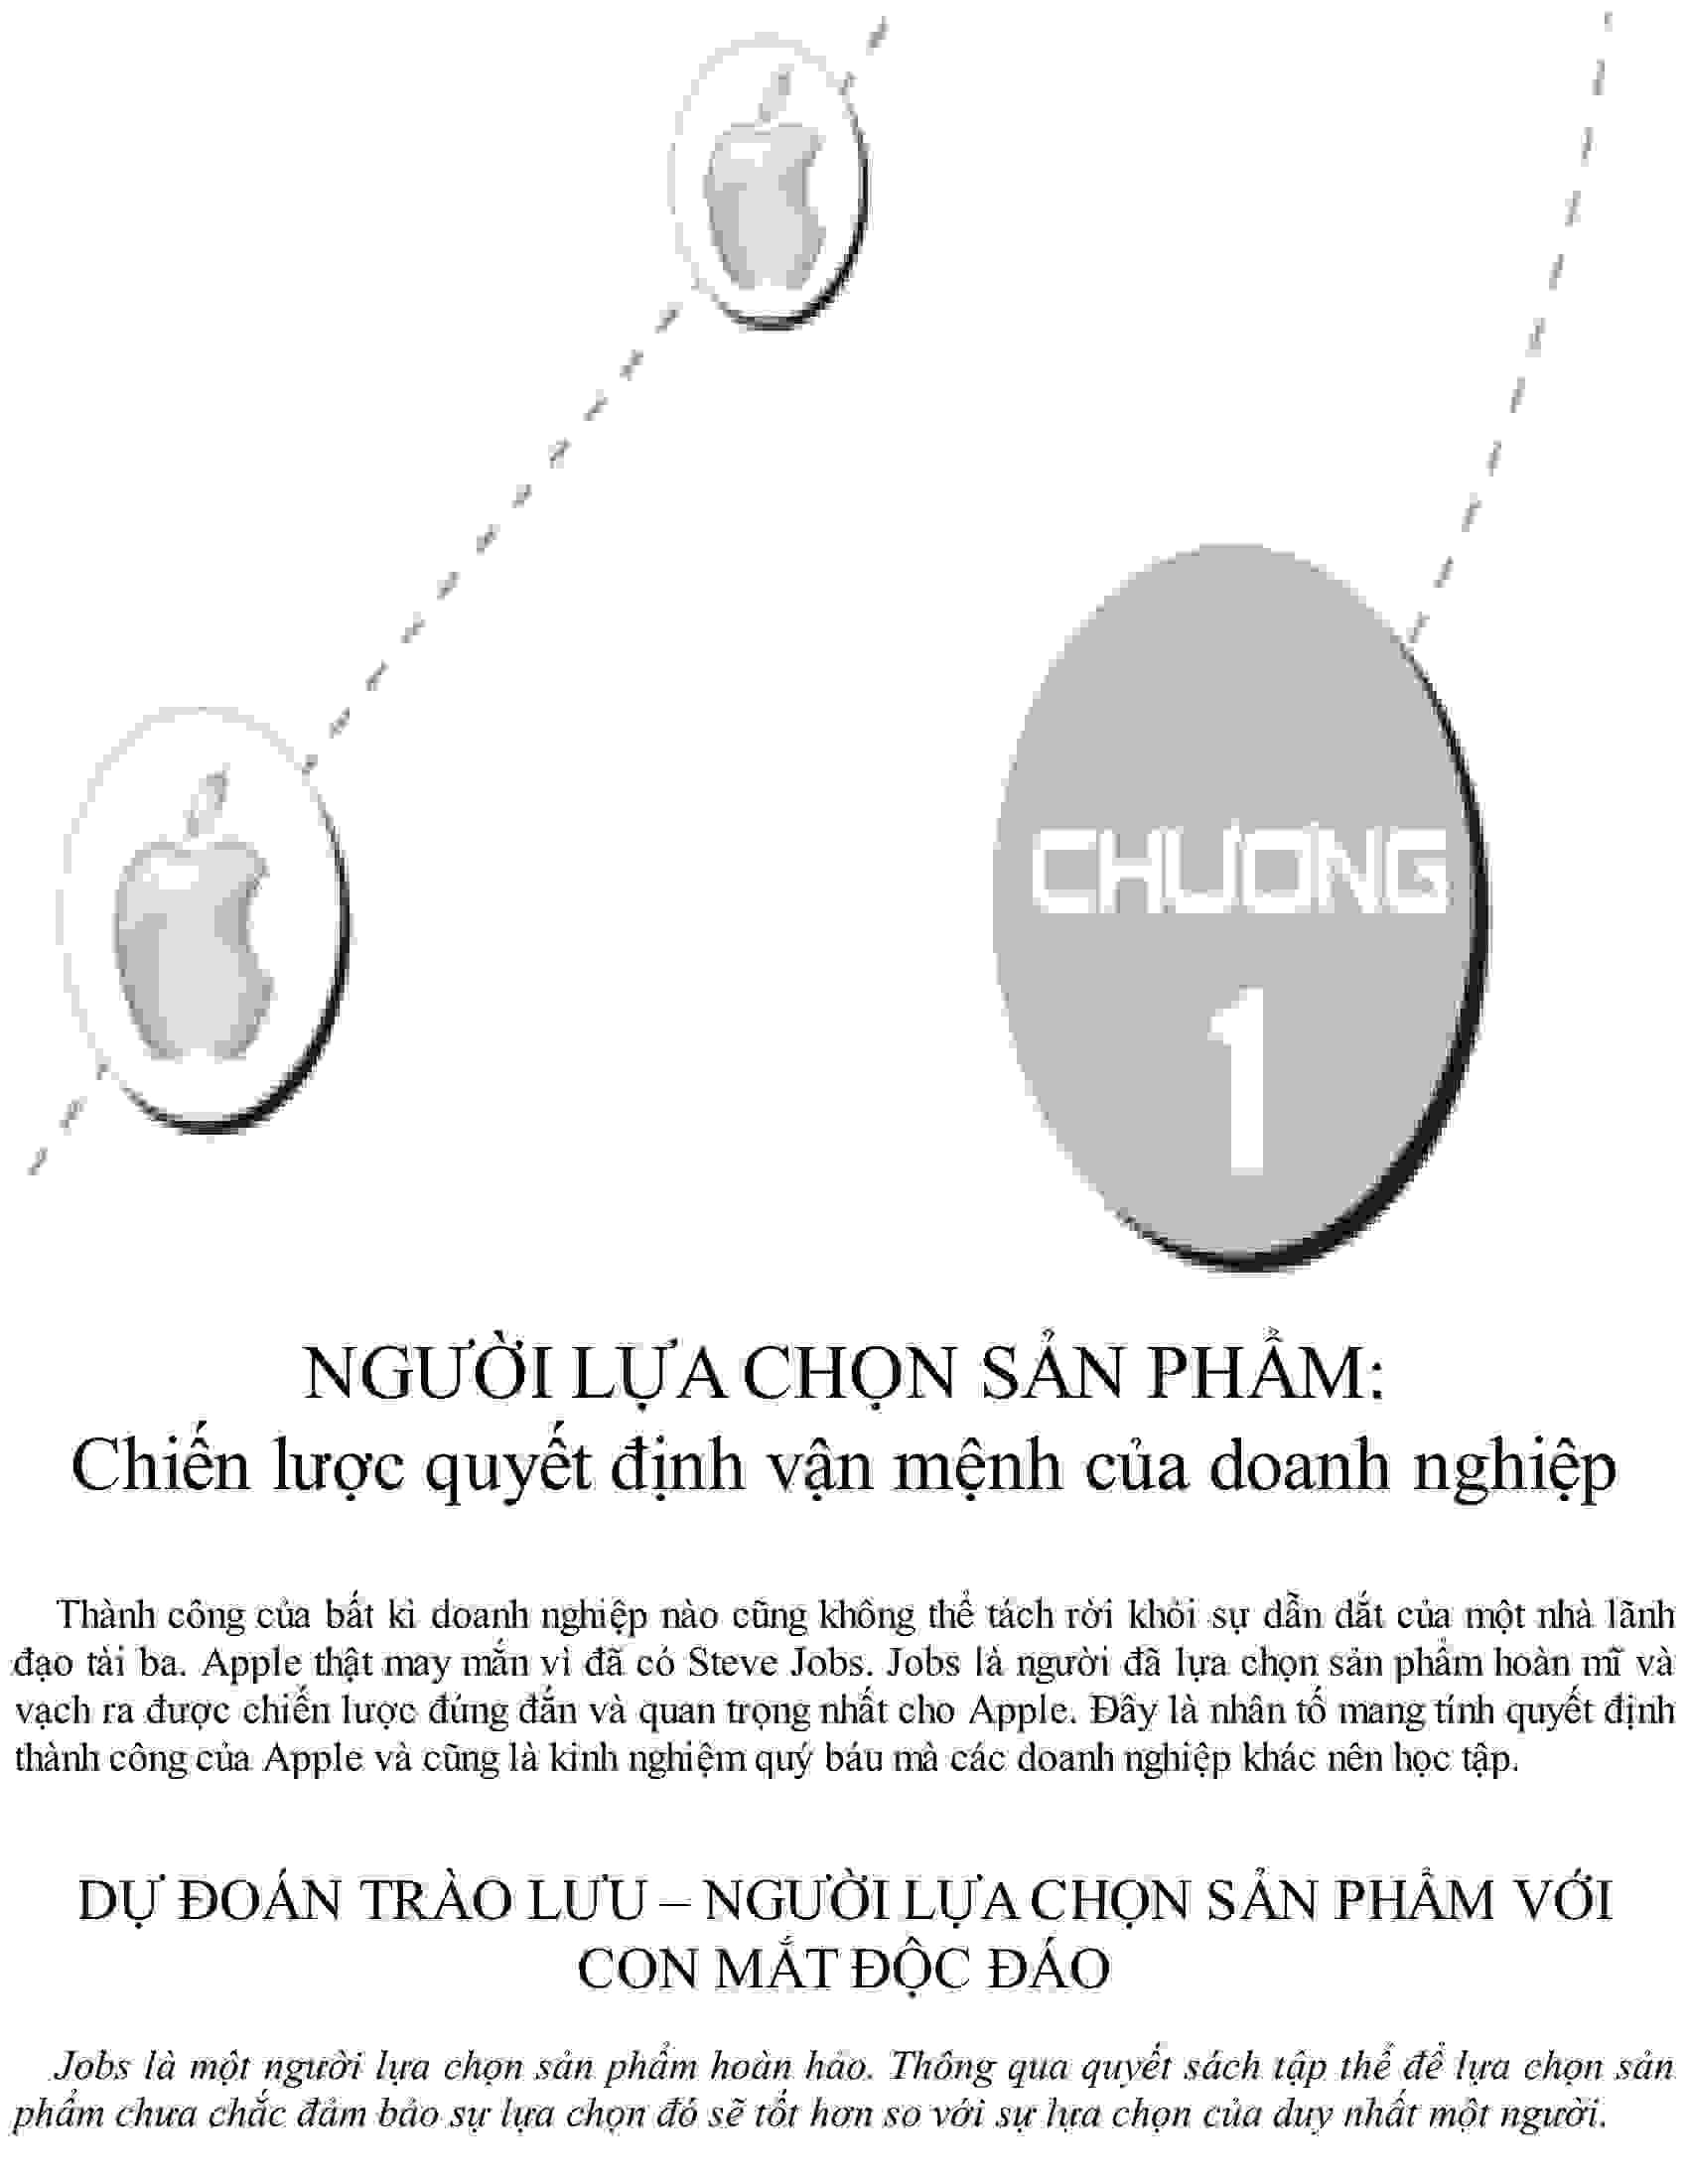 CHƯƠNG
1
NGƯỜI LỰA CHỌN SẢN PHẨM:
Chiến lược quyết định vận mệnh của doanh nghiệp
Thành công của bất kì doanh nghiệp nào cũng không thể tách rời khỏi sự dẫn dắt của một nhà lãnh
đạo tài ba. Apple thật may mắn vì đã có Steve Jobs. Jobs là người đã lựa chọn sản phẩm hoàn mĩ và
vạch ra được chiến lược đúng đắn và quan trọng nhất cho Apple. Đây là nhân tố mang tính quyết định
thành công của Apple và cũng là kinh nghiệm quý báu mà các doanh nghiệp khác nên học tập.
DỰ ĐOÁN TRÀO LƯU – NGƯỜI LỰA CHỌN SẢN PHẨM VỚI
CON MẮT ĐỘC ĐÁO
Jobs là một người lựa chọn sản phẩm hoàn hảo. Thông qua quyết sách tập thể để lựa chọn sản
phẩm chưa chắc đảm bảo sự lựa chọn đó sẽ tốt hơn so với sự lựa chọn của duy nhất một người.